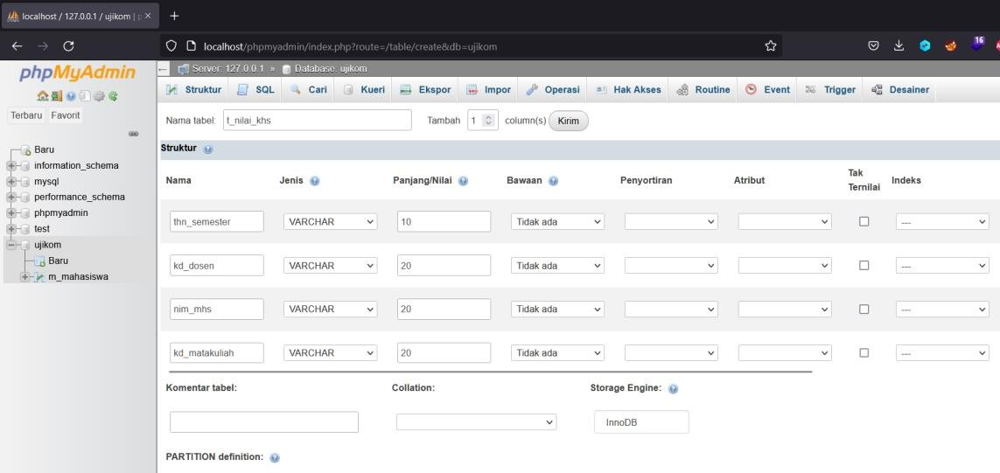 localhost / 127.0.0.1 / ujikom | p
localhost/phpmyadmin/index.php?route=/table/create&db=ujikom
16
phpMyAdmin
Server: 127.0.0.1 » Database: ujikom
Struktur SQL Cari Kueri Ekspor Impor Operasi Hak Akses Routine Event Trigger Desainer
Terbaru Favorit
Nama tabel: t_nilai_khs Tambah 1 column(s) Kirim
Baru
information_schema
mysql
performance_schema
phpmyadmin
test
ujikom
Baru
m_mahasiswa
Struktur
Nama Jenis Panjang/Nilai Bawaan Penyortiran Atribut Tak Ternilai Indeks
thn_semester VARCHAR 10 Tidak ada ---
kd_dosen VARCHAR 20 Tidak ada ---
nim_mhs VARCHAR 20 Tidak ada ---
kd_matakuliah VARCHAR 20 Tidak ada ---
Komentar tabel: Collation: Storage Engine:
InnoDB
PARTITION definition: